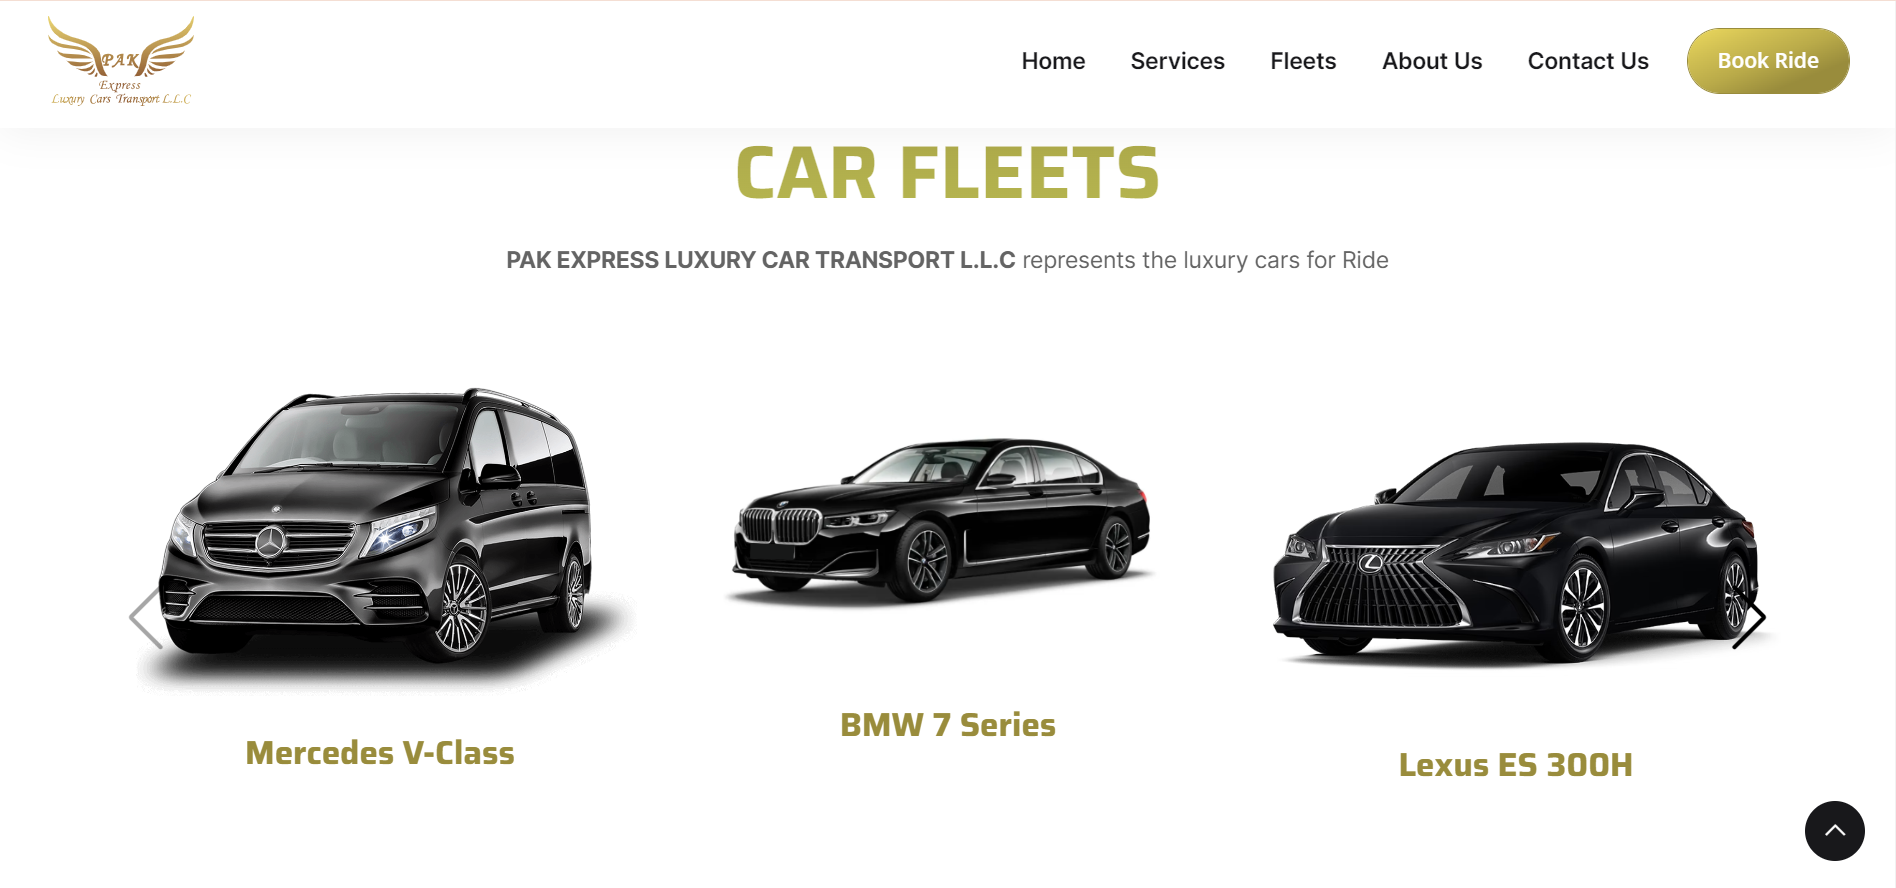 PAK
Express
Luxury Cars Transport L.L.C
Home Services Fleets About Us Contact Us Book Ride
CAR FLEETS
PAK EXPRESS LUXURY CAR TRANSPORT L.L.C represents the luxury cars for Ride
Mercedes V-Class
BMW 7 Series
Lexus ES 300H